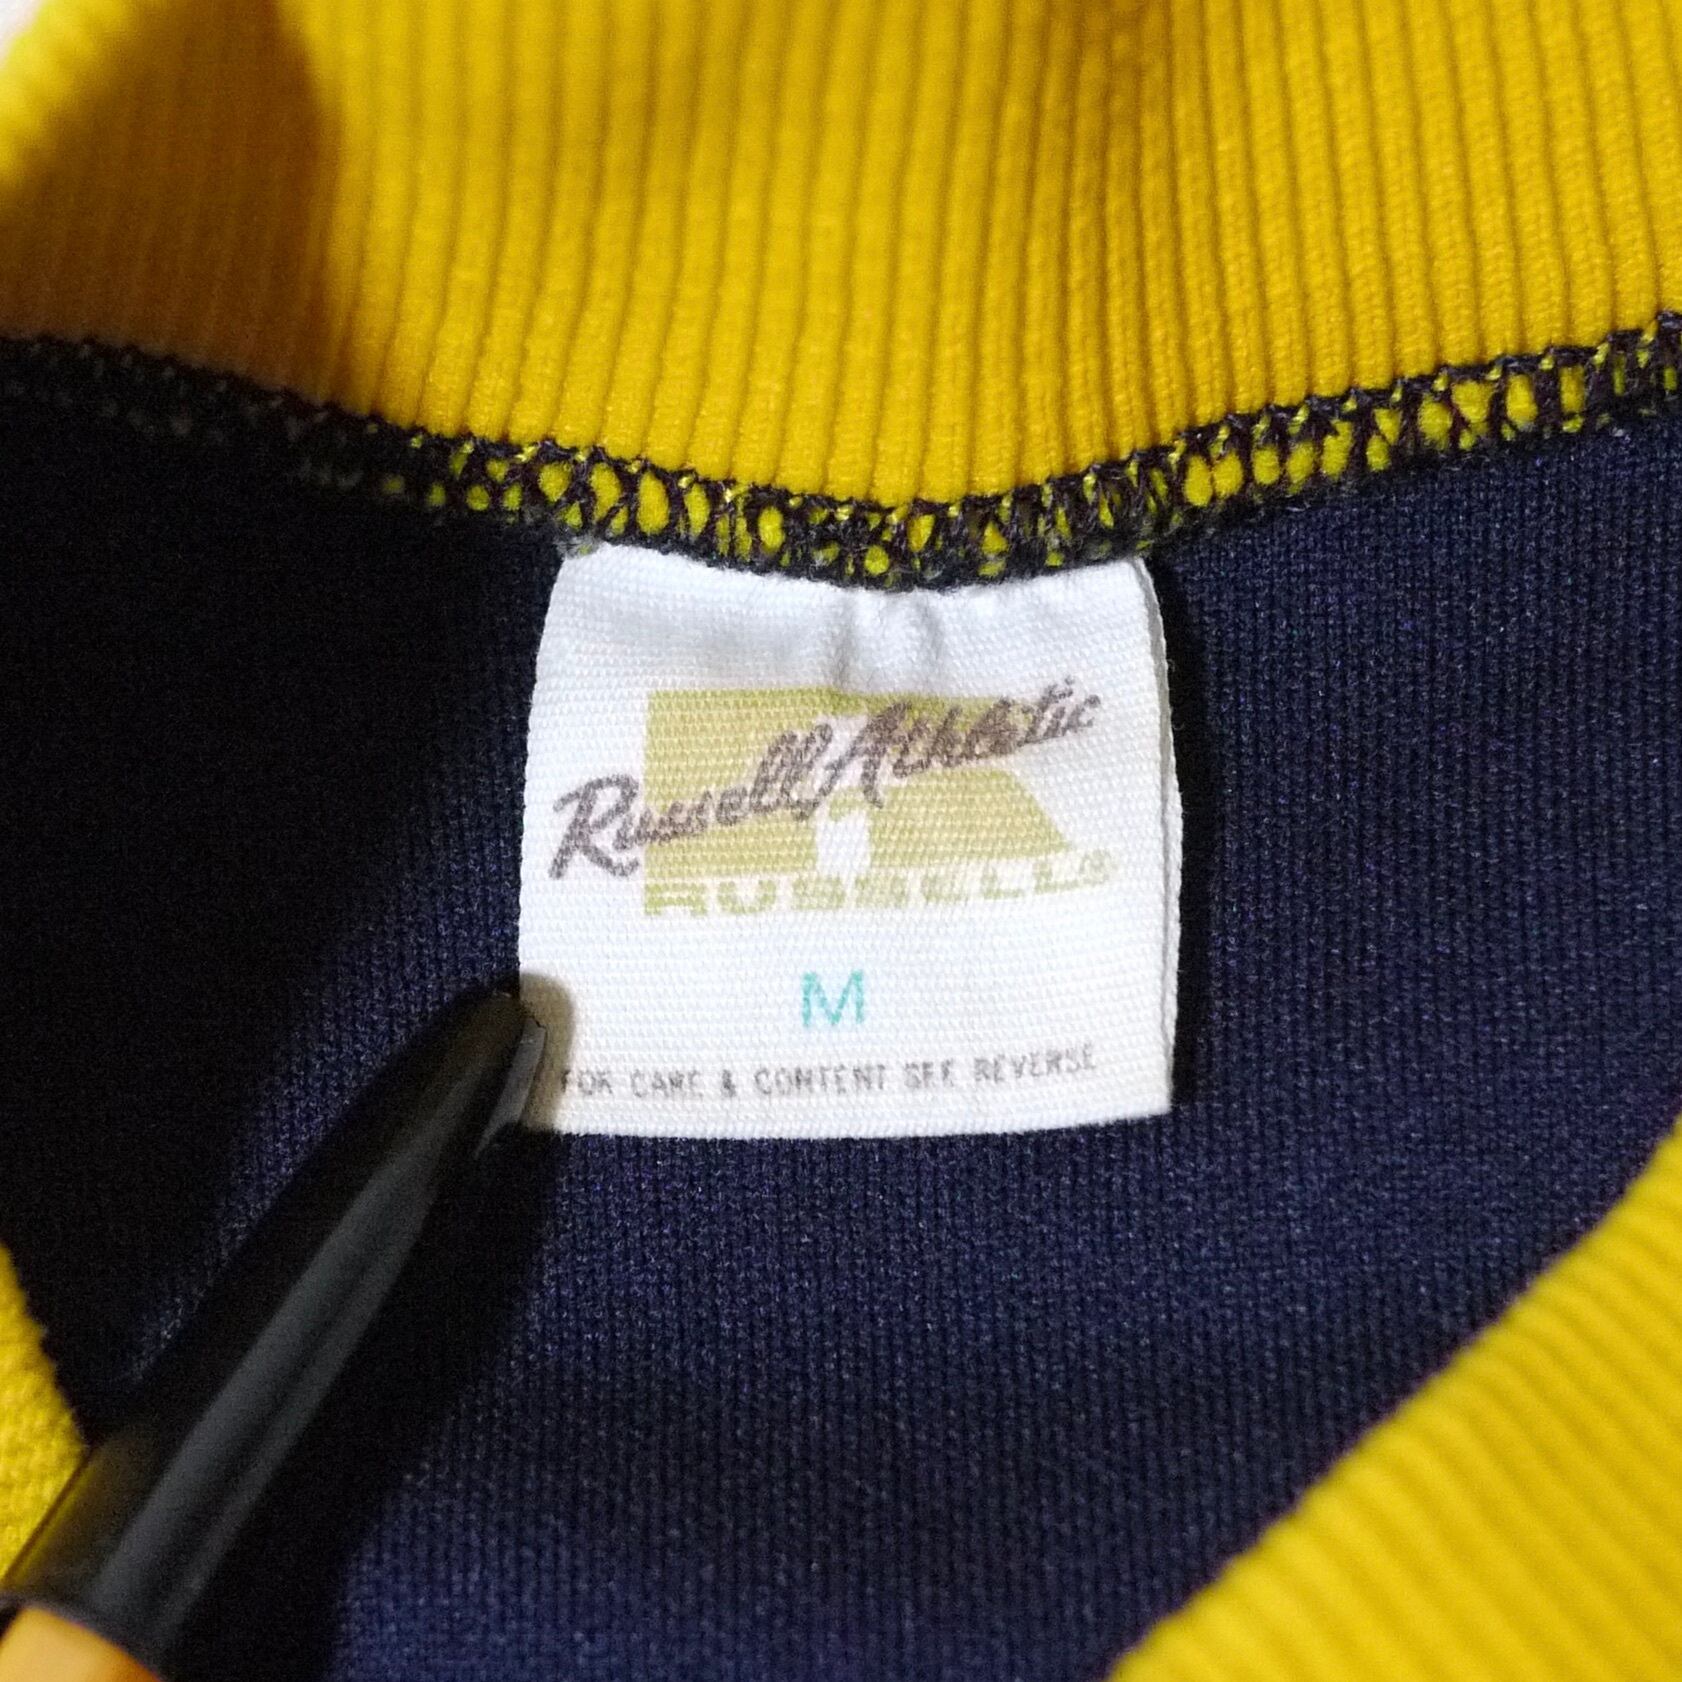 Russell Athletic
RUSSELL®
M
FOR CARE & CONTENT SEE REVERSE